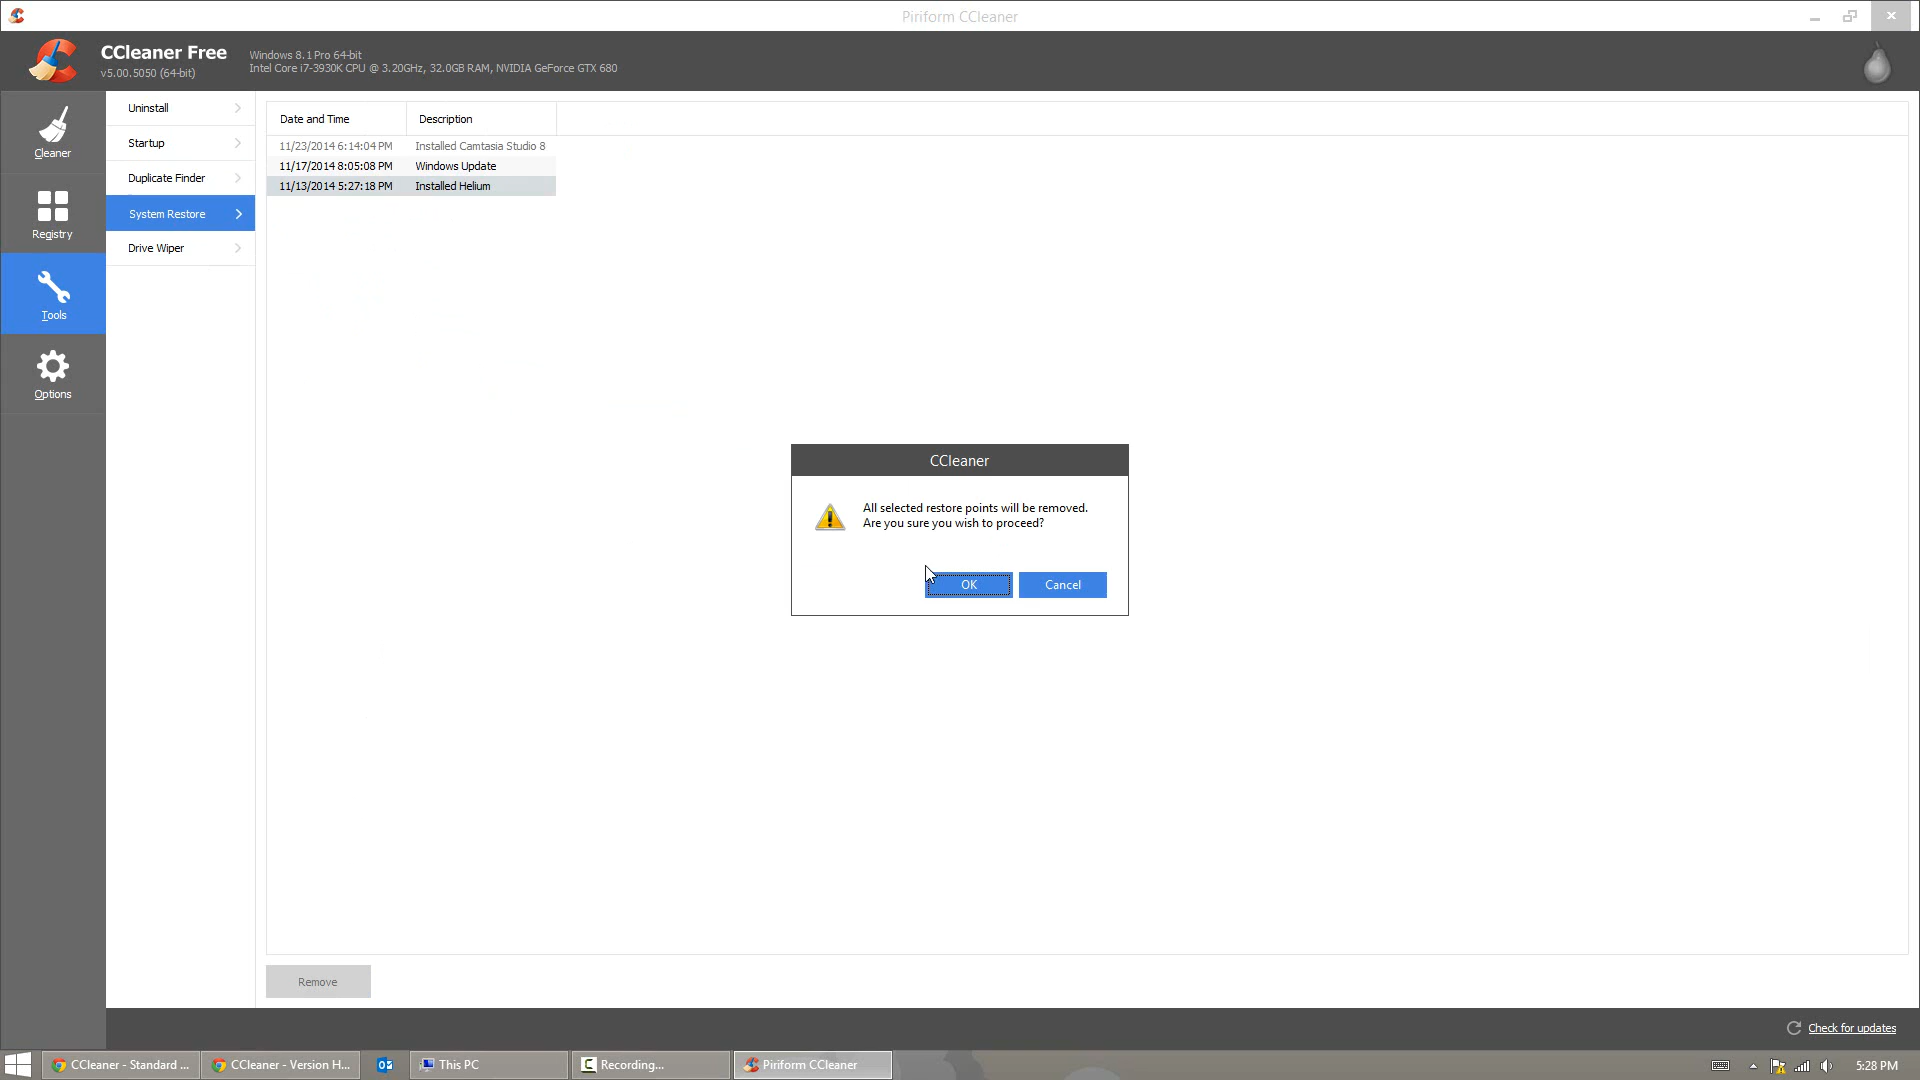 Piriform CCleaner
CCleaner Free
v5.00.5050 (64-bit)
Windows 8.1 Pro 64-bit
Intel Core i7-3930K CPU @ 3.20GHz, 32.0GB RAM, NVIDIA GeForce GTX 680
Cleaner
Registry
Tools
Options
Uninstall
Startup
Duplicate Finder
System Restore
Drive Wiper
Date and Time Description
11/23/2014 6:14:04 PM Installed Camtasia Studio 8
11/17/2014 8:05:08 PM Windows Update
11/13/2014 5:27:18 PM Installed Helium
CCleaner
All selected restore points will be removed.
Are you sure you wish to proceed?
OK Cancel
Remove
Check for updates
CCleaner - Standard ... CCleaner - Version H... This PC Recording... Piriform CCleaner 5:28 PM